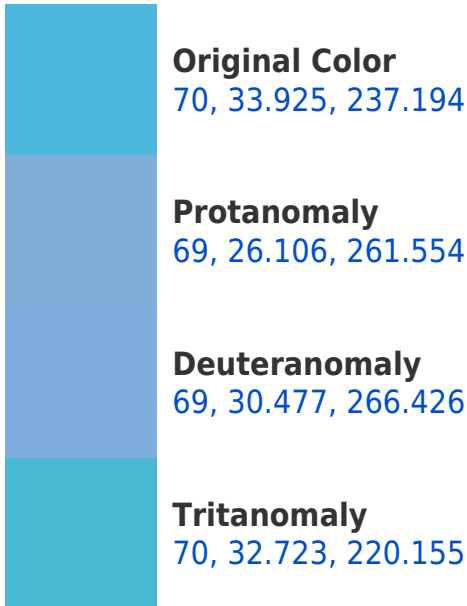 Original Color
70, 33.925, 237.194
Protanomaly
69, 26.106, 261.554
Deuteranomaly
69, 30.477, 266.426
Tritanomaly
70, 32.723, 220.155